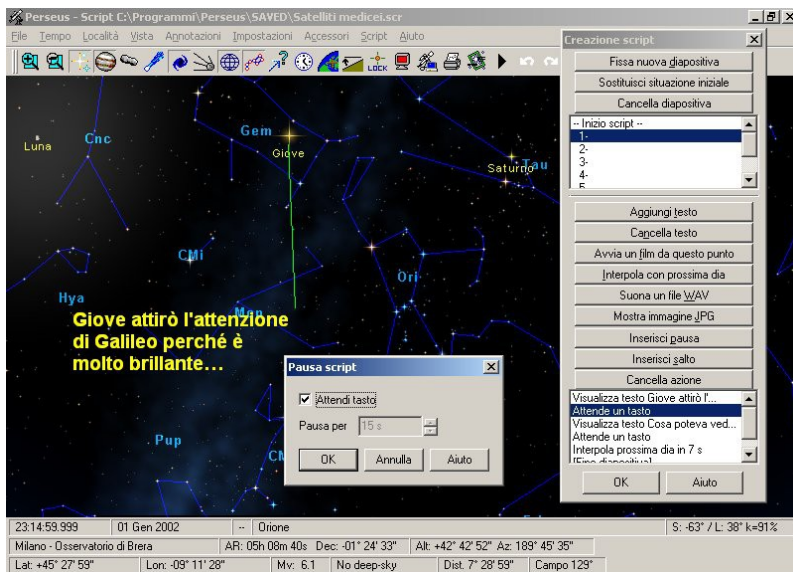 Perseus - Script C:\Programmi\Perseus\SAVED\Satelliti medicei.scr
File Tempo Località Vista Annotazioni Impostazioni Accessori Script Aiuto
LOCK
Cnc
Luna
Gem
Giove
Saturno
Tau
CMi
Ori
Hya
Mon
Giove attirò l'attenzione
di Galileo perché è
molto brillante...
Pup
Pausa script
Attendi tasto
Pausa per 15 s
OK Annulla Aiuto
Creazione script
Fissa nuova diapositiva
Sostituisci situazione iniziale
Cancella diapositiva
-- Inizio script --
1-
2-
3-
4-
5
Aggiungi testo
Cancella testo
Avvia un film da questo punto
Interpola con prossima dia
Suona un file WAV
Mostra immagine JPG
Inserisci pausa
Inserisci salto
Cancella azione
Visualizza testo Giove attirò l'...
Attende un tasto
Visualizza testo Cosa poteva ved...
Attende un tasto
Interpola prossima dia in 7 s
[Fine diapositiva]
OK Aiuto
23:14:59.999 01 Gen 2002 -- Orione S: -63° / L: 38° k=91%
Milano - Osservatorio di Brera AR: 05h 08m 40s Dec: -01° 24' 33" Alt: +42° 42' 52" Az: 189° 45' 35"
Lat: +45° 27' 59" Lon: -09° 11' 28" Mv: 6.1 No deep-sky Dist. 7° 28' 59" Campo 129°